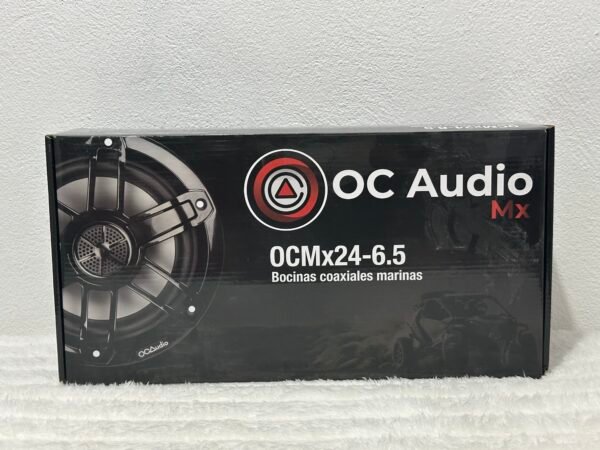 OC Audio
Mx
OCMx24-6.5
Bocinas coaxiales marinas
OCAudio